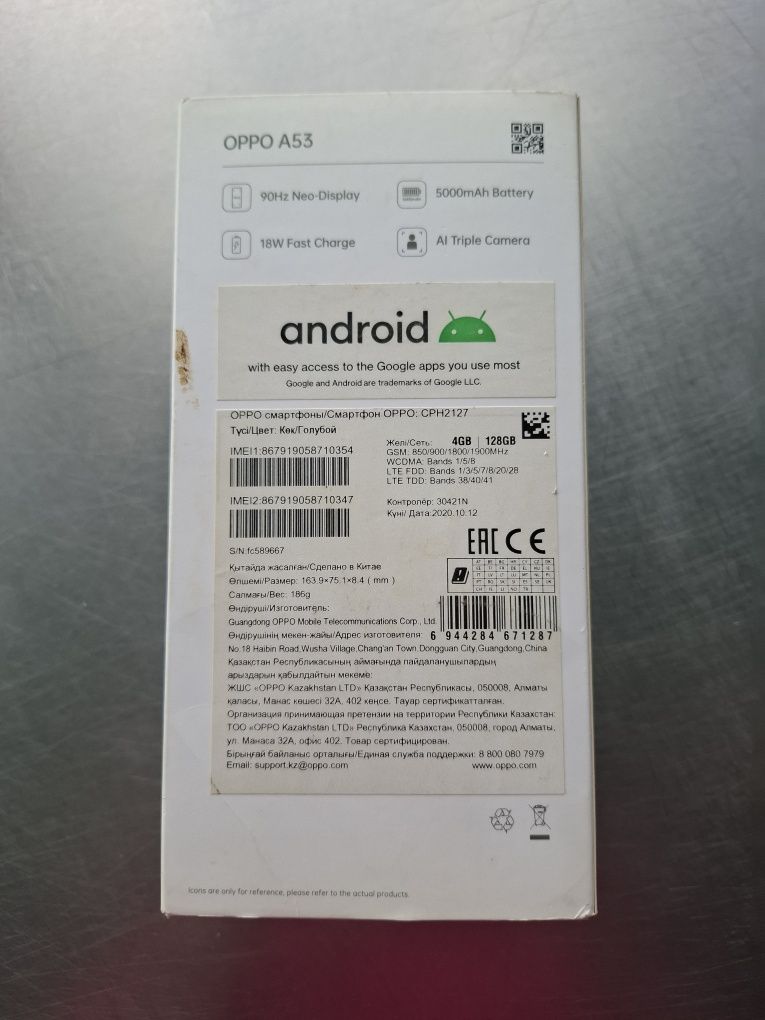 OPPO A53
90Hz Neo-Display
5000mAh Battery
18W Fast Charge
AI Triple Camera
android
with easy access to the Google apps you use most
Google and Android are trademarks of Google LLC.
OPPO смартфоны/Смартфон OPPO: CPH2127
Түсі/Цвет: Көк/Голубой
IMEI1:867919058710354
IMEI2:867919058710347
S/N:fc589667
Желі/Сеть: 4GB | 128GB
GSM: 850/900/1800/1900MHz
WCDMA: Bands 1/5/8
LTE FDD: Bands 1/3/5/7/8/20/28
LTE TDD: Bands 38/40/41
Контролёр: 30421N
Күні/ Дата:2020.10.12
EAC CE
Қытайда жасалған/Сделано в Китае
Өлшемі/Размер: 163.9×75.1×8.4 ( mm )
Салмағы/Вес: 186g
Өндіруші/Изготовитель:
Guangdong OPPO Mobile Telecommunications Corp., Ltd.
Өндірушінің мекен-жайы/Адрес изготовителя:
6 944284 671287
No.18 Haibin Road,Wusha Village,Chang'an Town,Dongguan City,Guangdong,China
Қазақстан Республикасының аймағында пайдаланушылардың
арыздарын қабылдайтын мекеме:
ЖШС «OPPO Kazakhstan LTD» Қазақстан Республикасы, 050008, Алматы
қаласы, Манас көшесі 32А, 402 кеңсе. Тауар сертификатталған.
Организация принимающая претензии на территории Республики Казахстан:
ТОО «OPPO Kazakhstan LTD» Республика Казахстан, 050008, город Алматы,
ул. Манаса 32А, офис 402. Товар сертифицирован.
Бірыңғай байланыс орталығы/Единая служба поддержки: 8 800 080 7979
Email: support.kz@oppo.com www.oppo.com
Icons are only for reference, please refer to the actual products.